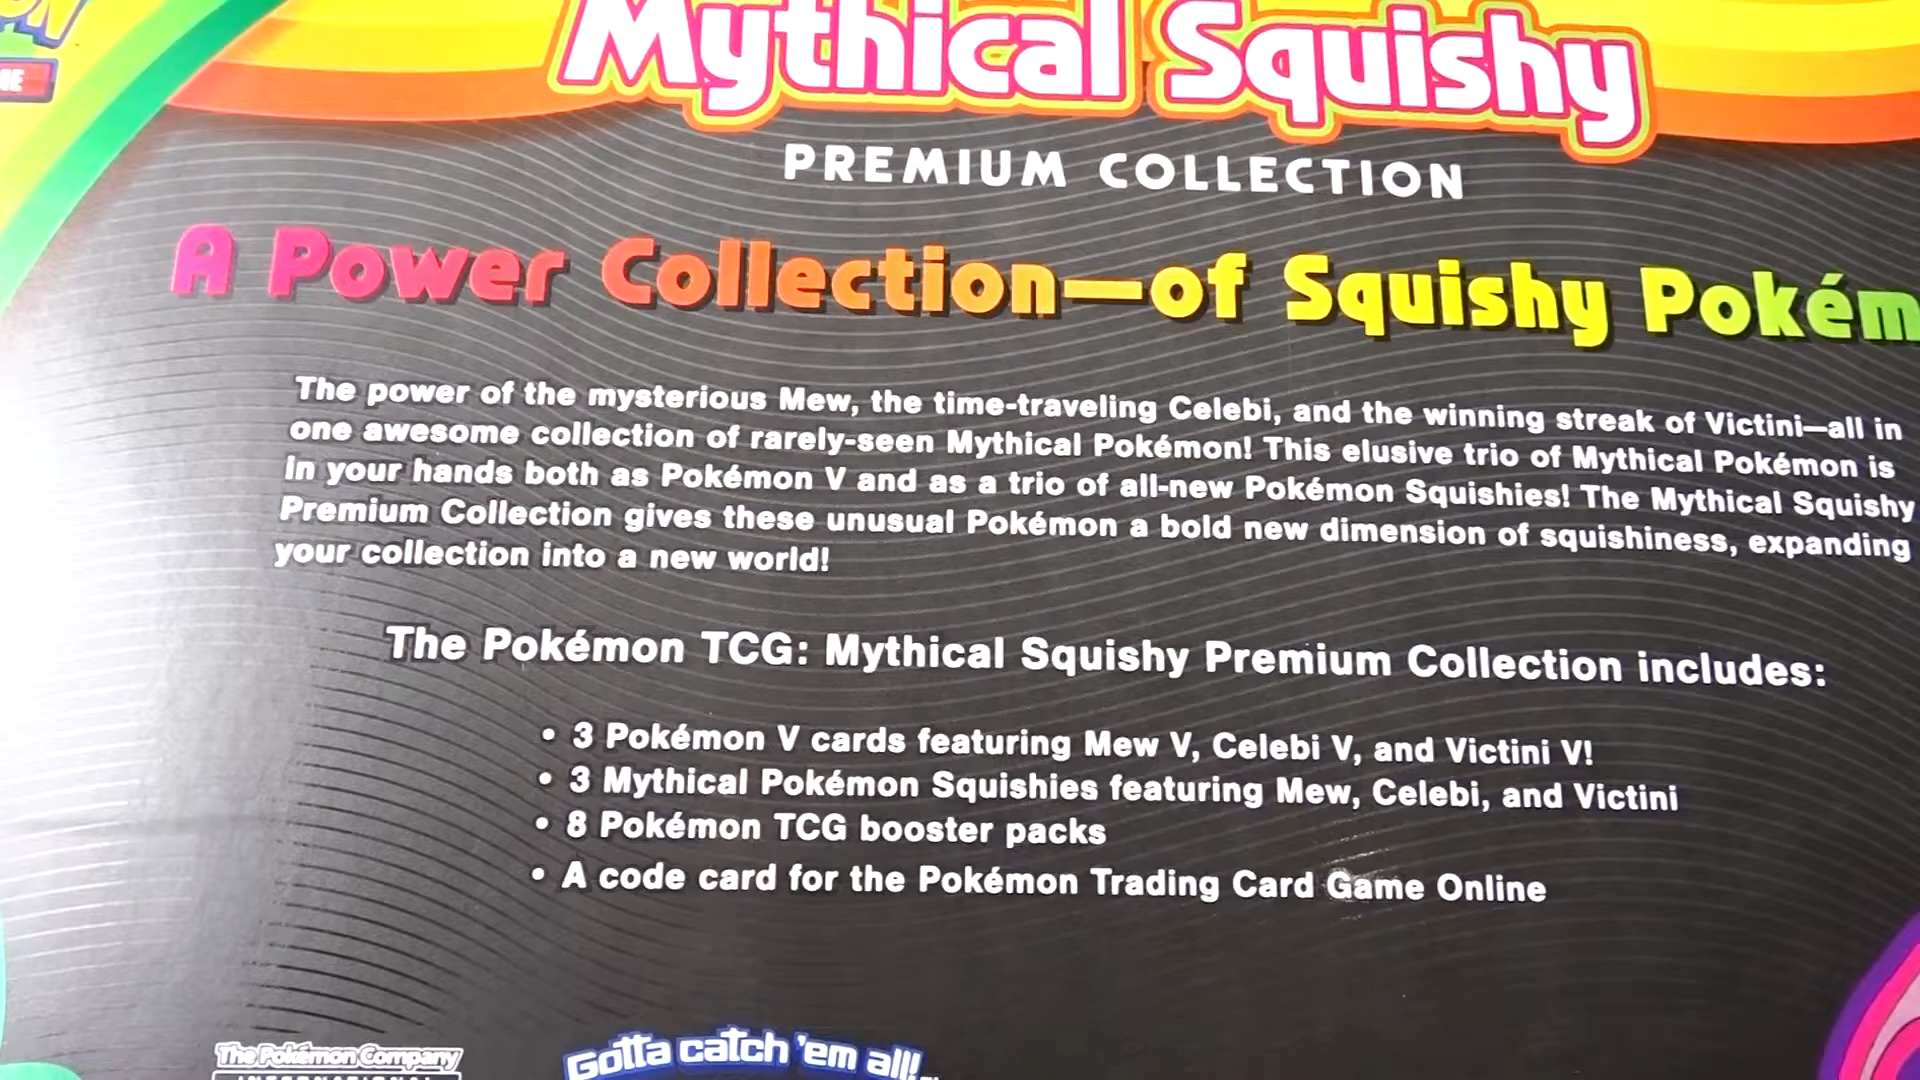 Mythical Squishy
PREMIUM COLLECTION
A Power Collection—of Squishy Pokém
The power of the mysterious Mew, the time-traveling Celebi, and the winning streak of Victini—all in
one awesome collection of rarely-seen Mythical Pokémon! This elusive trio of Mythical Pokémon is
in your hands both as Pokémon V and as a trio of all-new Pokémon Squishies! The Mythical Squishy
Premium Collection gives these unusual Pokémon a bold new dimension of squishiness, expanding
your collection into a new world!
The Pokémon TCG: Mythical Squishy Premium Collection includes:
• 3 Pokémon V cards featuring Mew V, Celebi V, and Victini V!
• 3 Mythical Pokémon Squishies featuring Mew, Celebi, and Victini
• 8 Pokémon TCG booster packs
• A code card for the Pokémon Trading Card Game Online
The Pokémon Company
INTERNATIONAL
Gotta catch 'em all!